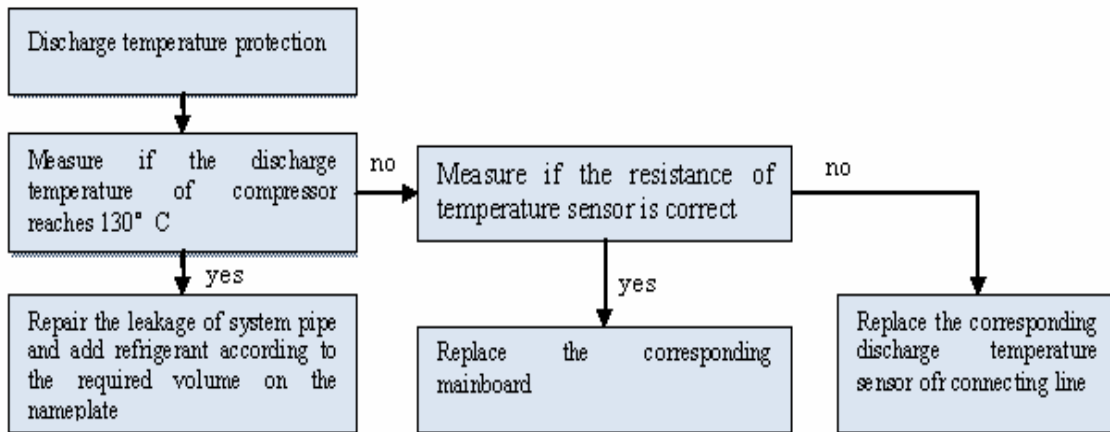 Discharge temperature protection
Measure if the discharge
temperature of compressor
reaches 130° C
no
Measure if the resistance of
temperature sensor is correct
no
yes
Repair the leakage of system pipe
and add refrigerant according to
the required volume on the
nameplate
yes
Replace the corresponding
mainboard
Replace the corresponding
discharge temperature
sensor ofr connecting line